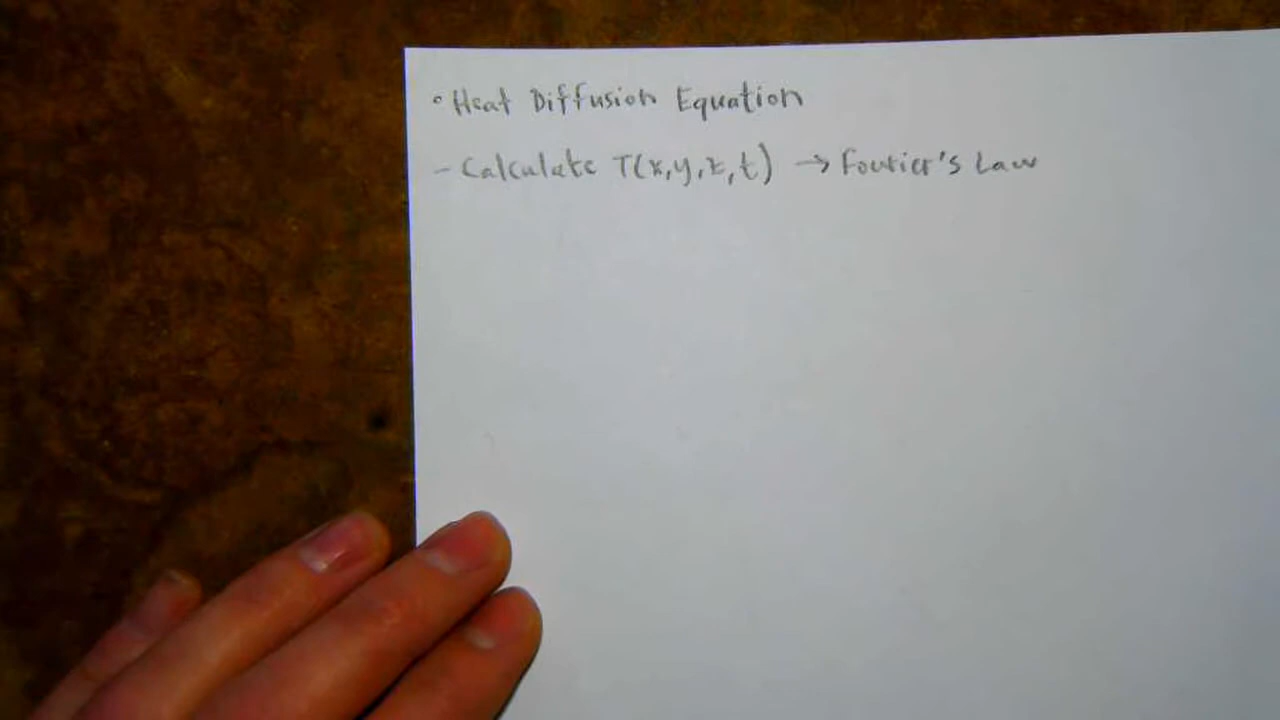 ° Heat Diffusion Equation
- Calculate T(x,y,z,t) → Fourier's Law